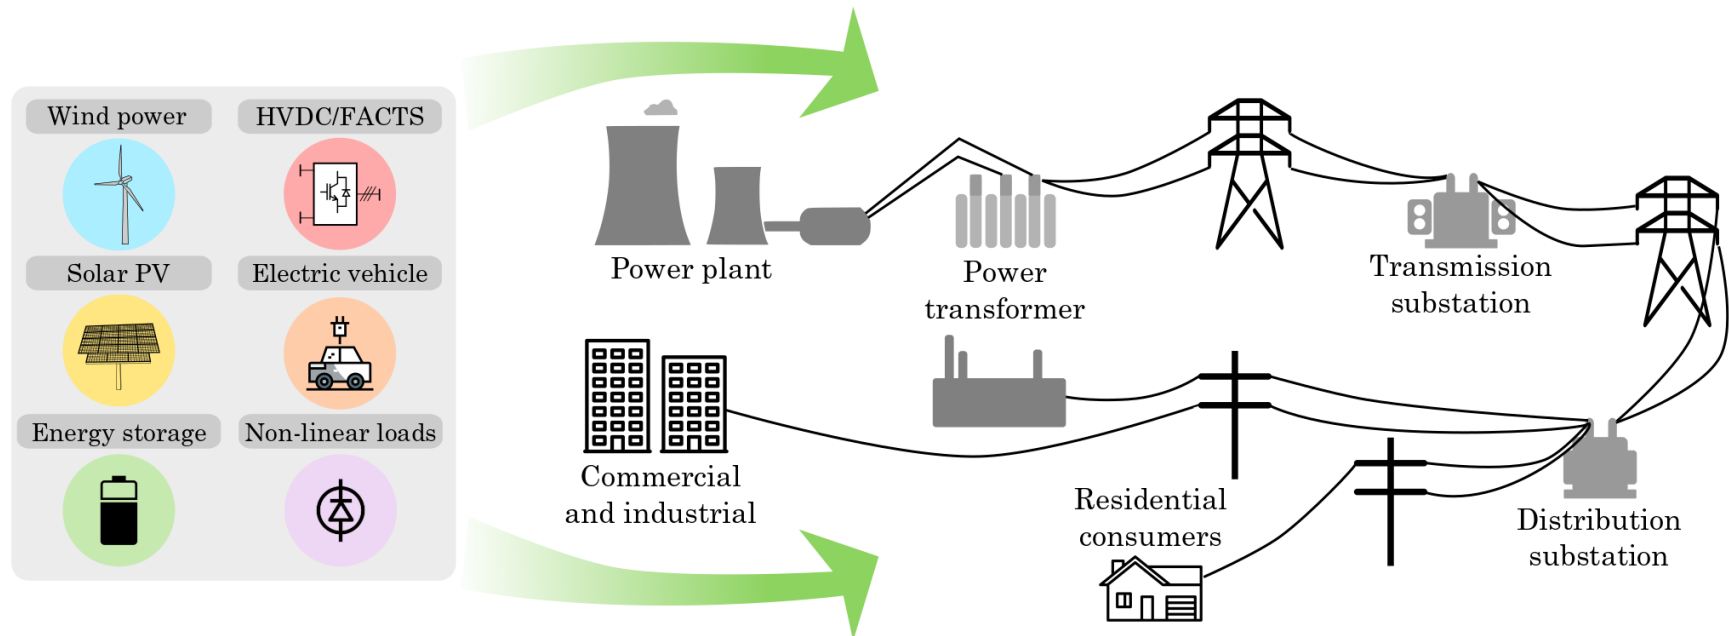 Wind power
HVDC/FACTS
Solar PV
Electric vehicle
Energy storage
Non-linear loads
Power plant
Power
transformer
Transmission
substation
Commercial
and industrial
Residential
consumers
Distribution
substation